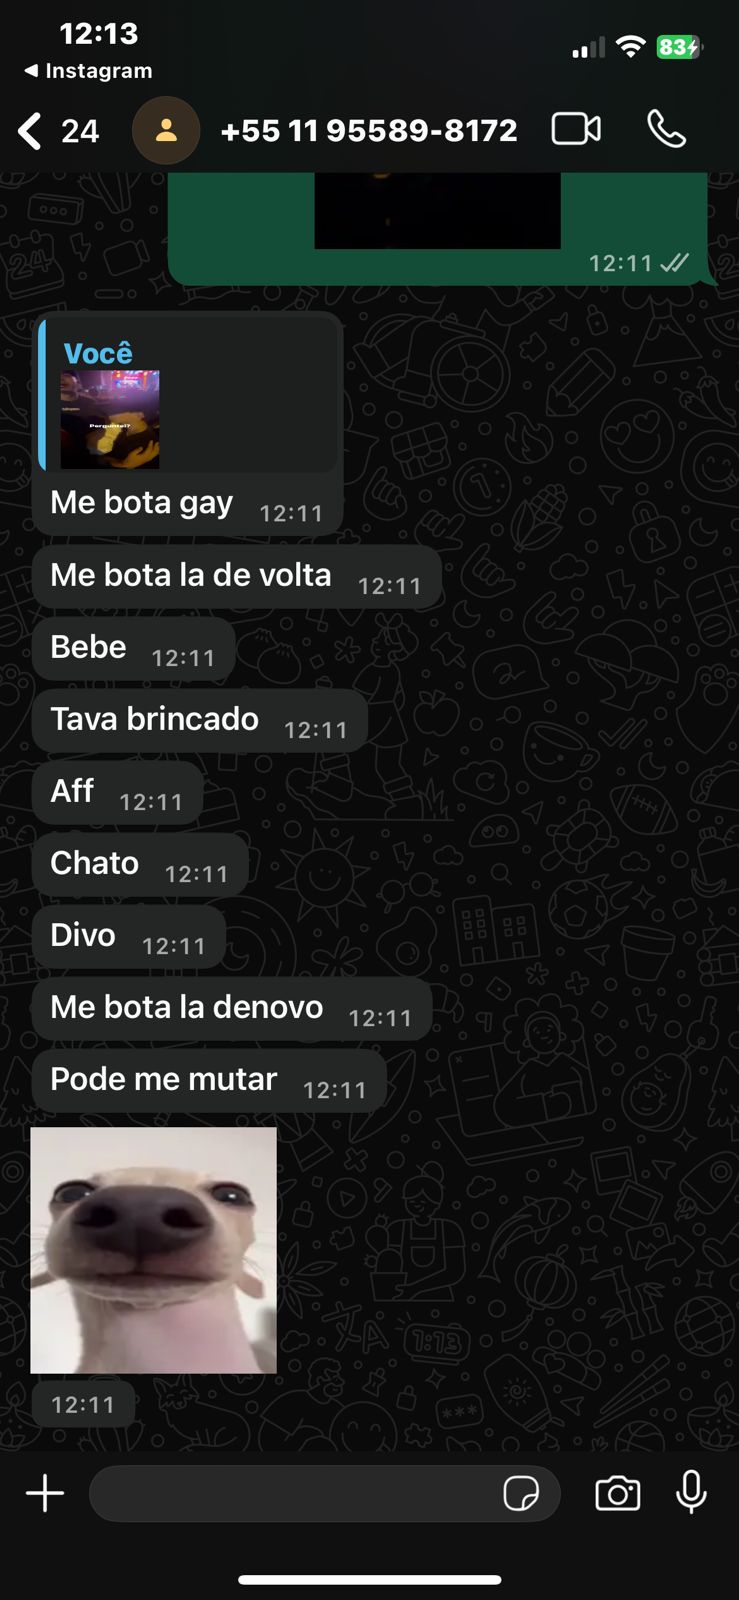 12:13
83
◀ Instagram
24
+55 11 95589-8172
12:11
Você
Perguntei?
Me bota gay 12:11
Me bota la de volta 12:11
Bebe 12:11
Tava brincado 12:11
Aff 12:11
Chato 12:11
Divo 12:11
Me bota la denovo 12:11
Pode me mutar 12:11
12:11